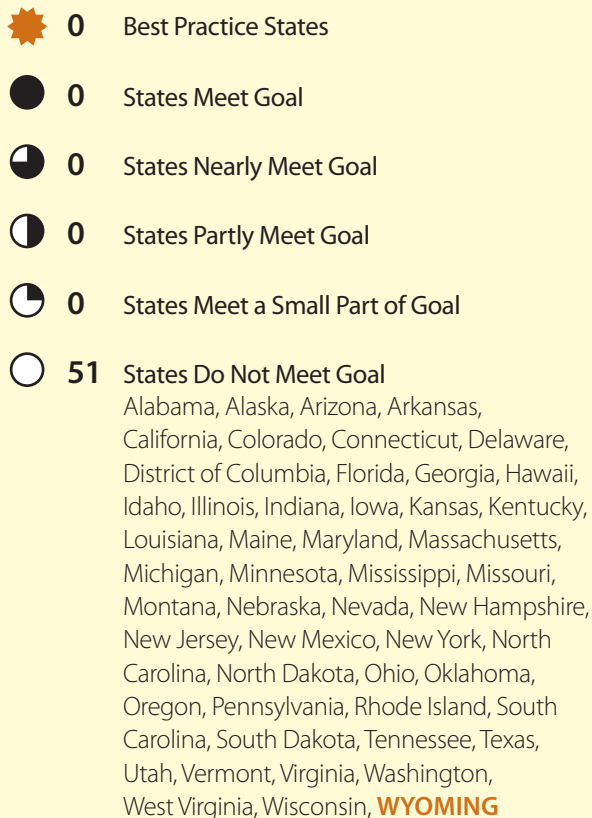 0 Best Practice States
0 States Meet Goal
0 States Nearly Meet Goal
0 States Partly Meet Goal
0 States Meet a Small Part of Goal
51 States Do Not Meet Goal
Alabama, Alaska, Arizona, Arkansas,
California, Colorado, Connecticut, Delaware,
District of Columbia, Florida, Georgia, Hawaii,
Idaho, Illinois, Indiana, Iowa, Kansas, Kentucky,
Louisiana, Maine, Maryland, Massachusetts,
Michigan, Minnesota, Mississippi, Missouri,
Montana, Nebraska, Nevada, New Hampshire,
New Jersey, New Mexico, New York, North
Carolina, North Dakota, Ohio, Oklahoma,
Oregon, Pennsylvania, Rhode Island, South
Carolina, South Dakota, Tennessee, Texas,
Utah, Vermont, Virginia, Washington,
West Virginia, Wisconsin, WYOMING